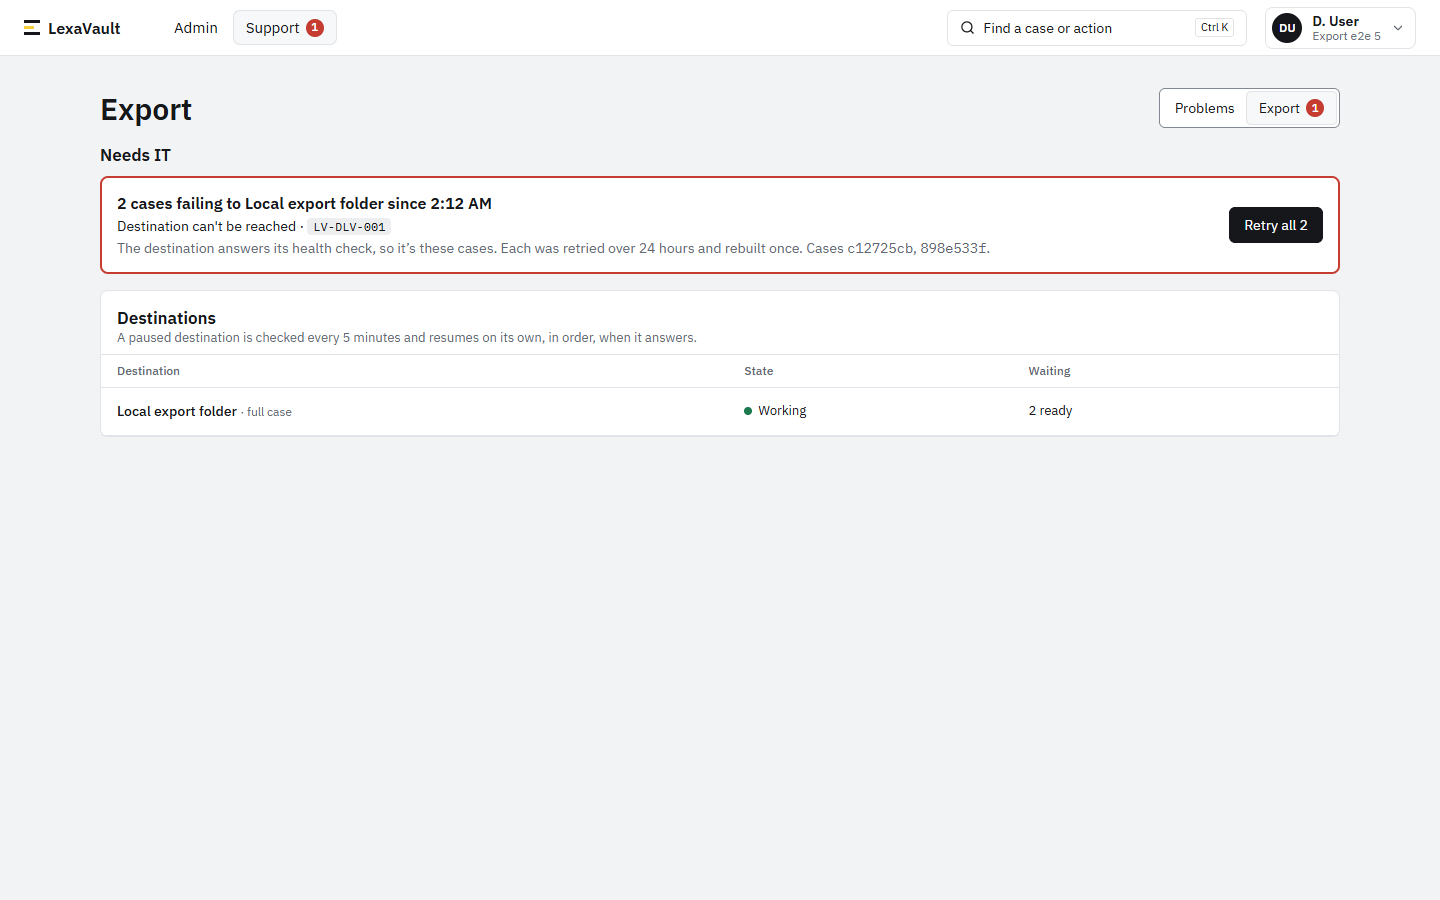 LexaVault
Admin
Support 1
Find a case or action
Ctrl K
DU
D. User
Export e2e 5
Export
Problems
Export 1
Needs IT
2 cases failing to Local export folder since 2:12 AM
Destination can't be reached · LV-DLV-001
The destination answers its health check, so it’s these cases. Each was retried over 24 hours and rebuilt once. Cases c12725cb, 898e533f.
Retry all 2
Destinations
A paused destination is checked every 5 minutes and resumes on its own, in order, when it answers.
Destination State Waiting
Local export folder · full case Working 2 ready